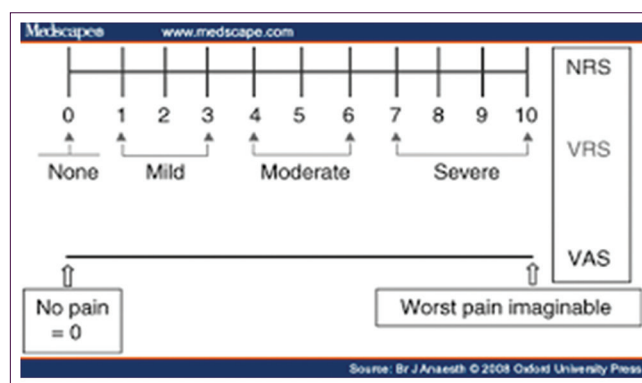 Medscape® www.medscape.com
NRS
0 1 2 3 4 5 6 7 8 9 10
None Mild Moderate Severe
VRS
VAS
No pain
= 0
Worst pain imaginable
Source: Br J Anaesth © 2008 Oxford University Press